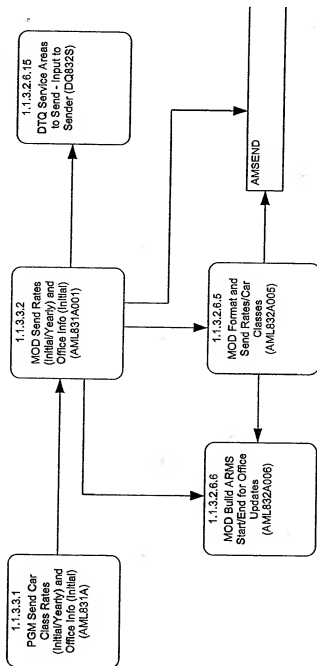 1.1.3.3.1
PGM Send Car
Class Rates
(Initial/Yearly) and
Office Info (Initial)
(AML831A)
1.1.3.3.2
MOD Send Rates
(Initial/Yearly) and
Office Info (Initial)
(AML831A001)
1.1.3.2.6.15
DTQ Service Areas
to Send - Input to
Sender (DQ832S)
1.1.3.2.6.6
MOD Build ARMS
Start/End for Office
Updates
(AML832A006)
1.1.3.2.6.5
MOD Format and
Send Rates/Car
Classes
(AML832A005)
AMSEND